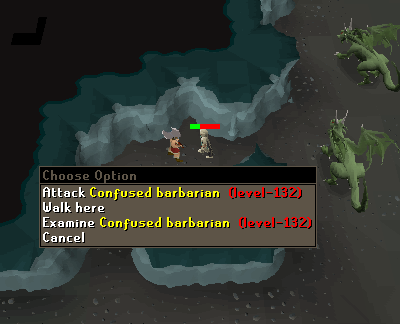 Choose Option
Attack Confused barbarian (level-132)
Walk here
Examine Confused barbarian (level-132)
Cancel